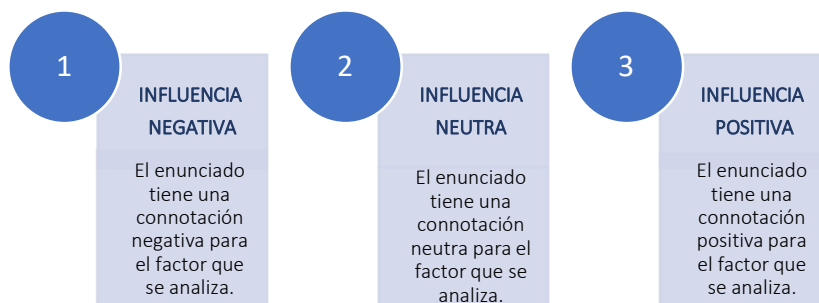 1
INFLUENCIA
NEGATIVA
El enunciado
tiene una
connotación
negativa para
el factor que
se analiza.
2
INFLUENCIA
NEUTRA
El enunciado
tiene una
connotación
neutra para el
factor que se
analiza.
3
INFLUENCIA
POSITIVA
El enunciado
tiene una
connotación
positiva para
el factor que
se analiza.